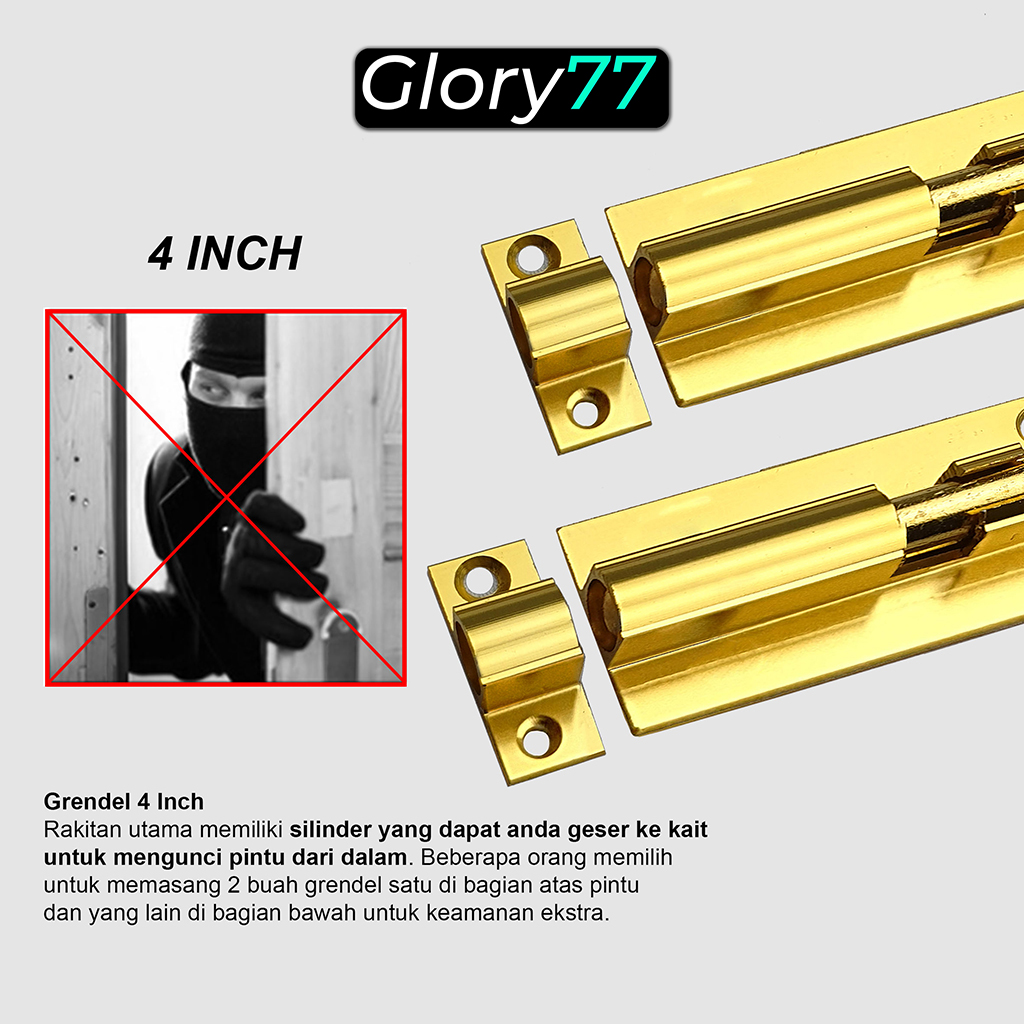 Glory77
4 INCH
Grendel 4 Inch
Rakitan utama memiliki silinder yang dapat anda geser ke kait
untuk mengunci pintu dari dalam. Beberapa orang memilih
untuk memasang 2 buah grendel satu di bagian atas pintu
dan yang lain di bagian bawah untuk keamanan ekstra.